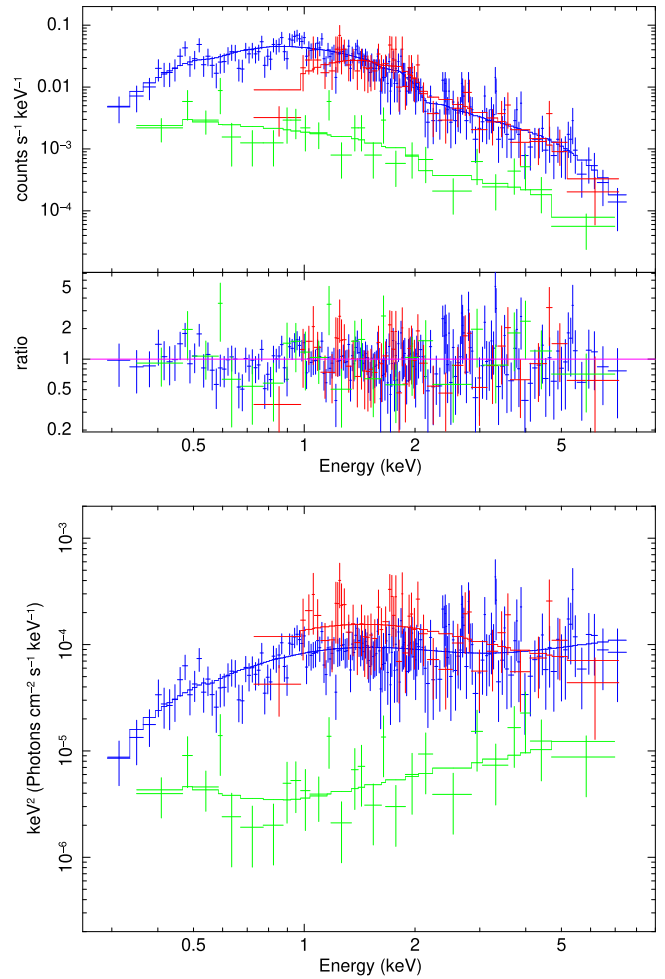 0.1
0.01
10⁻³
10⁻⁴
counts s⁻¹ keV⁻¹
5
2
1
0.5
0.2
ratio
0.5 1 2 5
Energy (keV)
10⁻³
10⁻⁴
10⁻⁵
10⁻⁶
keV² (Photons cm⁻² s⁻¹ keV⁻¹)
0.5 1 2 5
Energy (keV)